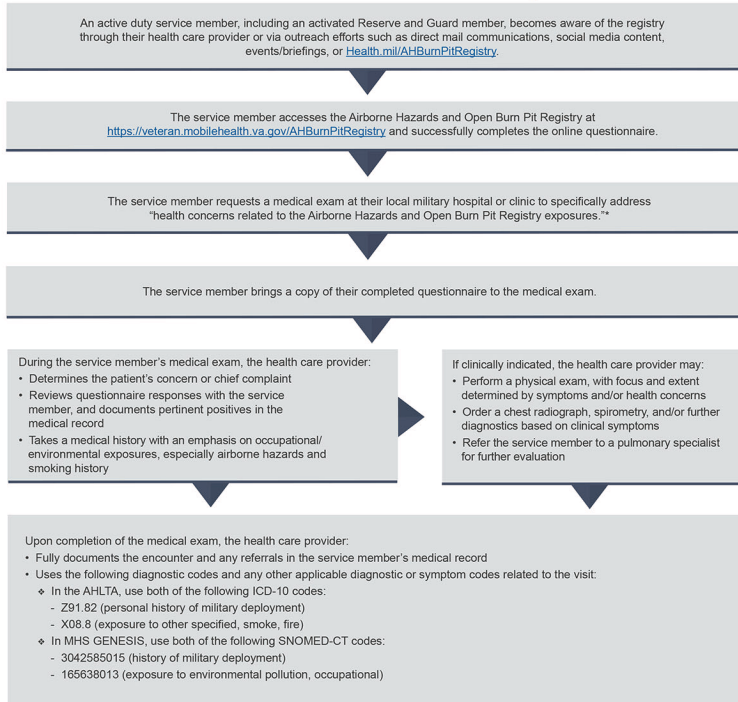 An active duty service member, including an activated Reserve and Guard member, becomes aware of the registry
through their health care provider or via outreach efforts such as direct mail communications, social media content,
events/briefings, or Health.mil/AHBurnPitRegistry.
The service member accesses the Airborne Hazards and Open Burn Pit Registry at
https://veteran.mobilehealth.va.gov/AHBurnPitRegistry and successfully completes the online questionnaire.
The service member requests a medical exam at their local military hospital or clinic to specifically address
“health concerns related to the Airborne Hazards and Open Burn Pit Registry exposures.”*
The service member brings a copy of their completed questionnaire to the medical exam.
During the service member’s medical exam, the health care provider:
• Determines the patient’s concern or chief complaint
• Reviews questionnaire responses with the service
member, and documents pertinent positives in the
medical record
• Takes a medical history with an emphasis on occupational/
environmental exposures, especially airborne hazards and
smoking history
If clinically indicated, the health care provider may:
• Perform a physical exam, with focus and extent
determined by symptoms and/or health concerns
• Order a chest radiograph, spirometry, and/or further
diagnostics based on clinical symptoms
• Refer the service member to a pulmonary specialist
for further evaluation
Upon completion of the medical exam, the health care provider:
• Fully documents the encounter and any referrals in the service member’s medical record
• Uses the following diagnostic codes and any other applicable diagnostic or symptom codes related to the visit:
❖ In the AHLTA, use both of the following ICD-10 codes:
- Z91.82 (personal history of military deployment)
- X08.8 (exposure to other specified, smoke, fire)
❖ In MHS GENESIS, use both of the following SNOMED-CT codes:
- 3042585015 (history of military deployment)
- 165638013 (exposure to environmental pollution, occupational)